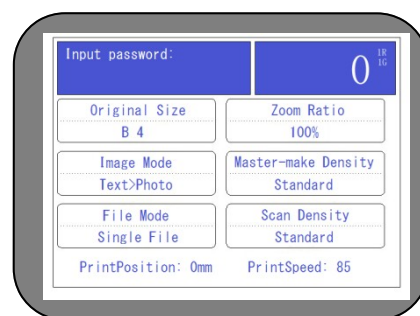 Input password:
0
1R
1G
Original Size
B 4
Zoom Ratio
100%
Image Mode
Text>Photo
Master-make Density
Standard
File Mode
Single File
Scan Density
Standard
PrintPosition: 0mm
PrintSpeed: 85